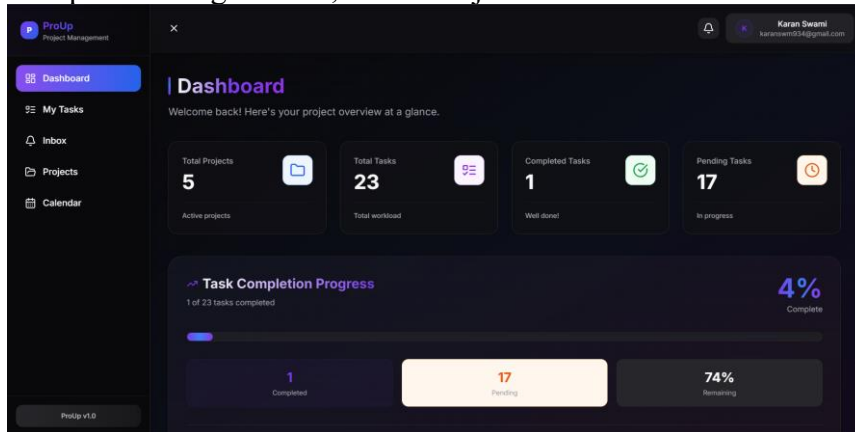 ProUp
Project Management
P
Dashboard
My Tasks
Inbox
Projects
Calendar
ProUp v1.0
K
Karan Swami
karanswm934@gmail.com
Dashboard
Welcome back! Here's your project overview at a glance.
Total Projects
5
Active projects
Total Tasks
23
Total workload
Completed Tasks
1
Well done!
Pending Tasks
17
In progress
Task Completion Progress
1 of 23 tasks completed
4%
Complete
1
Completed
17
Pending
74%
Remaining